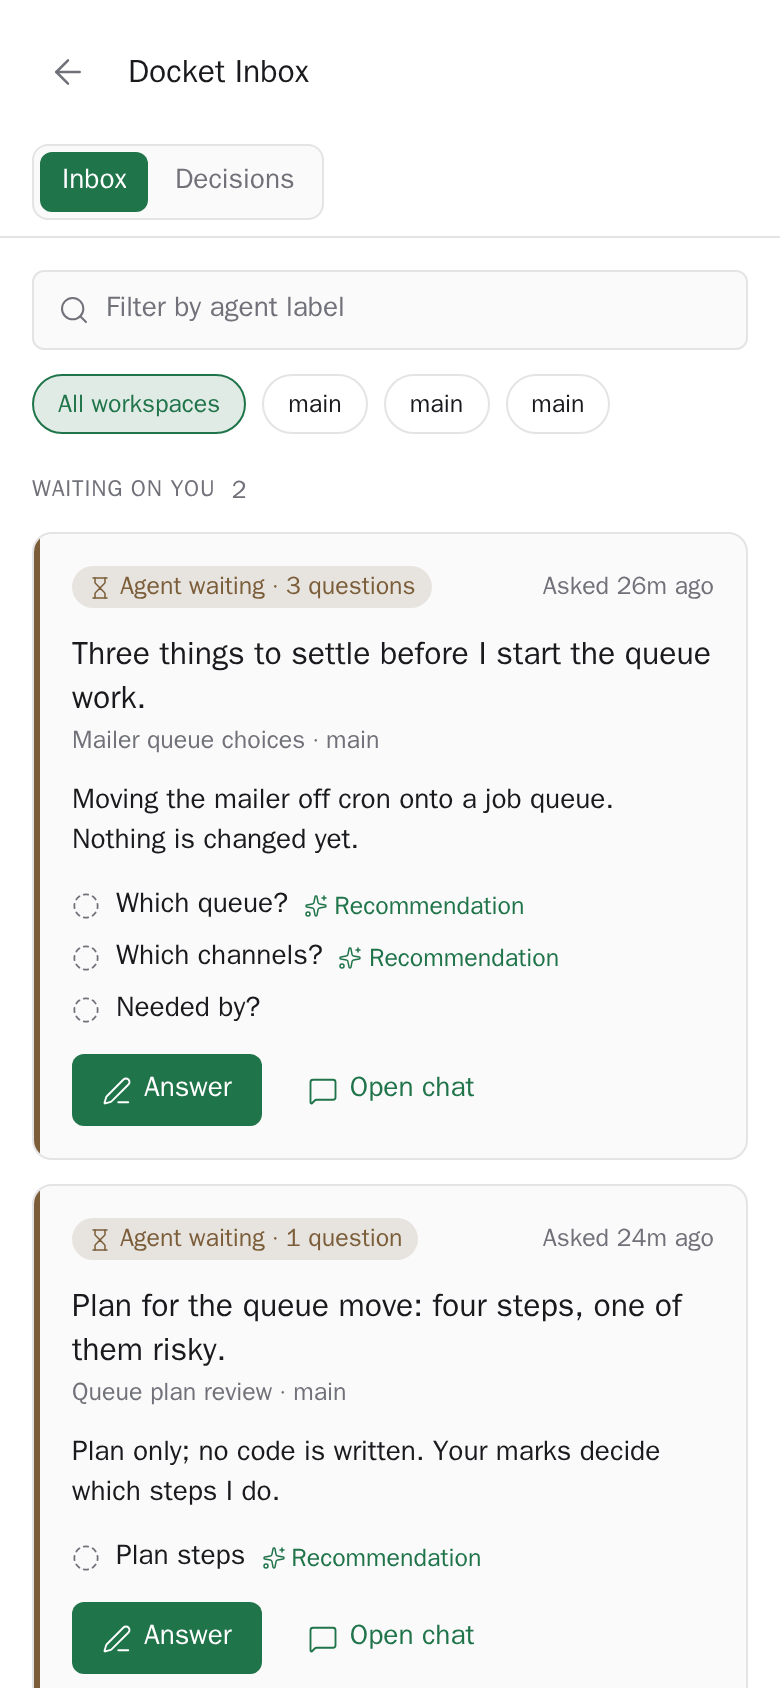 Docket Inbox
Inbox
Decisions
Filter by agent label
All workspaces
main
main
main
WAITING ON YOU 2
Agent waiting · 3 questions
Asked 26m ago
Three things to settle before I start the queue
work.
Mailer queue choices · main
Moving the mailer off cron onto a job queue.
Nothing is changed yet.
Which queue? Recommendation
Which channels? Recommendation
Needed by?
Answer
Open chat
Agent waiting · 1 question
Asked 24m ago
Plan for the queue move: four steps, one of
them risky.
Queue plan review · main
Plan only; no code is written. Your marks decide
which steps I do.
Plan steps Recommendation
Answer
Open chat